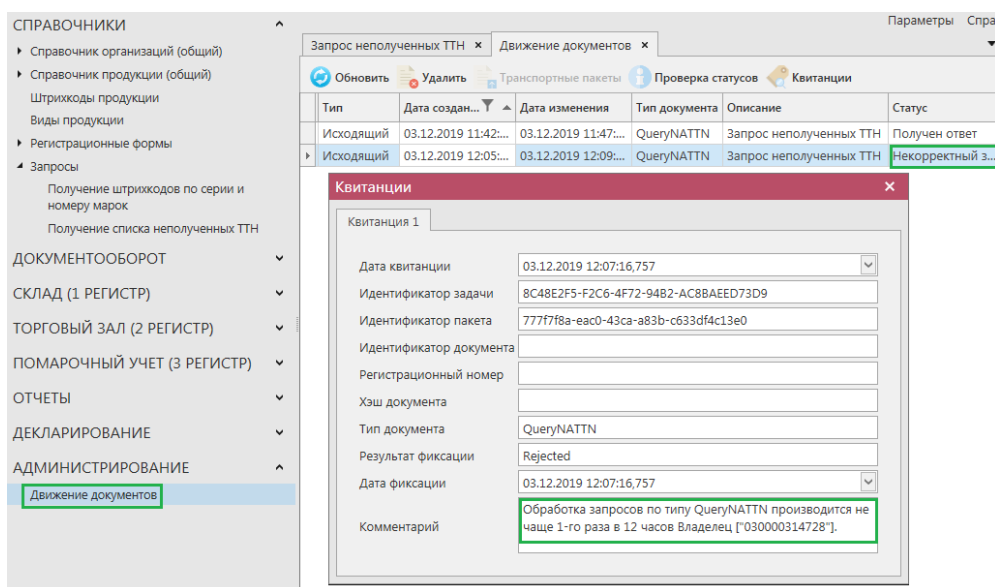 СПРАВОЧНИКИ
Справочник организаций (общий)
Справочник продукции (общий)
Штрихкоды продукции
Виды продукции
Регистрационные формы
Запросы
Получение штрихкодов по серии и
номеру марок
Получение списка неполученных ТТН
ДОКУМЕНТООБОРОТ
СКЛАД (1 РЕГИСТР)
ТОРГОВЫЙ ЗАЛ (2 РЕГИСТР)
ПОМАРОЧНЫЙ УЧЕТ (3 РЕГИСТР)
ОТЧЕТЫ
ДЕКЛАРИРОВАНИЕ
АДМИНИСТРИРОВАНИЕ
Движение документов
Параметры Спра
Запрос неполученных ТТН × Движение документов ×
Обновить Удалить Транспортные пакеты Проверка статусов Квитанции
Тип Дата создан... Дата изменения Тип документа Описание Статус
Исходящий 03.12.2019 11:42:... 03.12.2019 11:47:... QueryNATTN Запрос неполученных ТТН Получен ответ
Исходящий 03.12.2019 12:05:... 03.12.2019 12:09:... QueryNATTN Запрос неполученных ТТН Некорректный з...
Квитанции ×
Квитанция 1
Дата квитанции 03.12.2019 12:07:16,757
Идентификатор задачи 8C48E2F5-F2C6-4F72-94B2-AC8BAEED73D9
Идентификатор пакета 777f7f8a-eac0-43ca-a83b-c633df4c13e0
Идентификатор документа
Регистрационный номер
Хэш документа
Тип документа QueryNATTN
Результат фиксации Rejected
Дата фиксации 03.12.2019 12:07:16,757
Комментарий Обработка запросов по типу QueryNATTN производится не
чаще 1-го раза в 12 часов Владелец ["030000314728"].